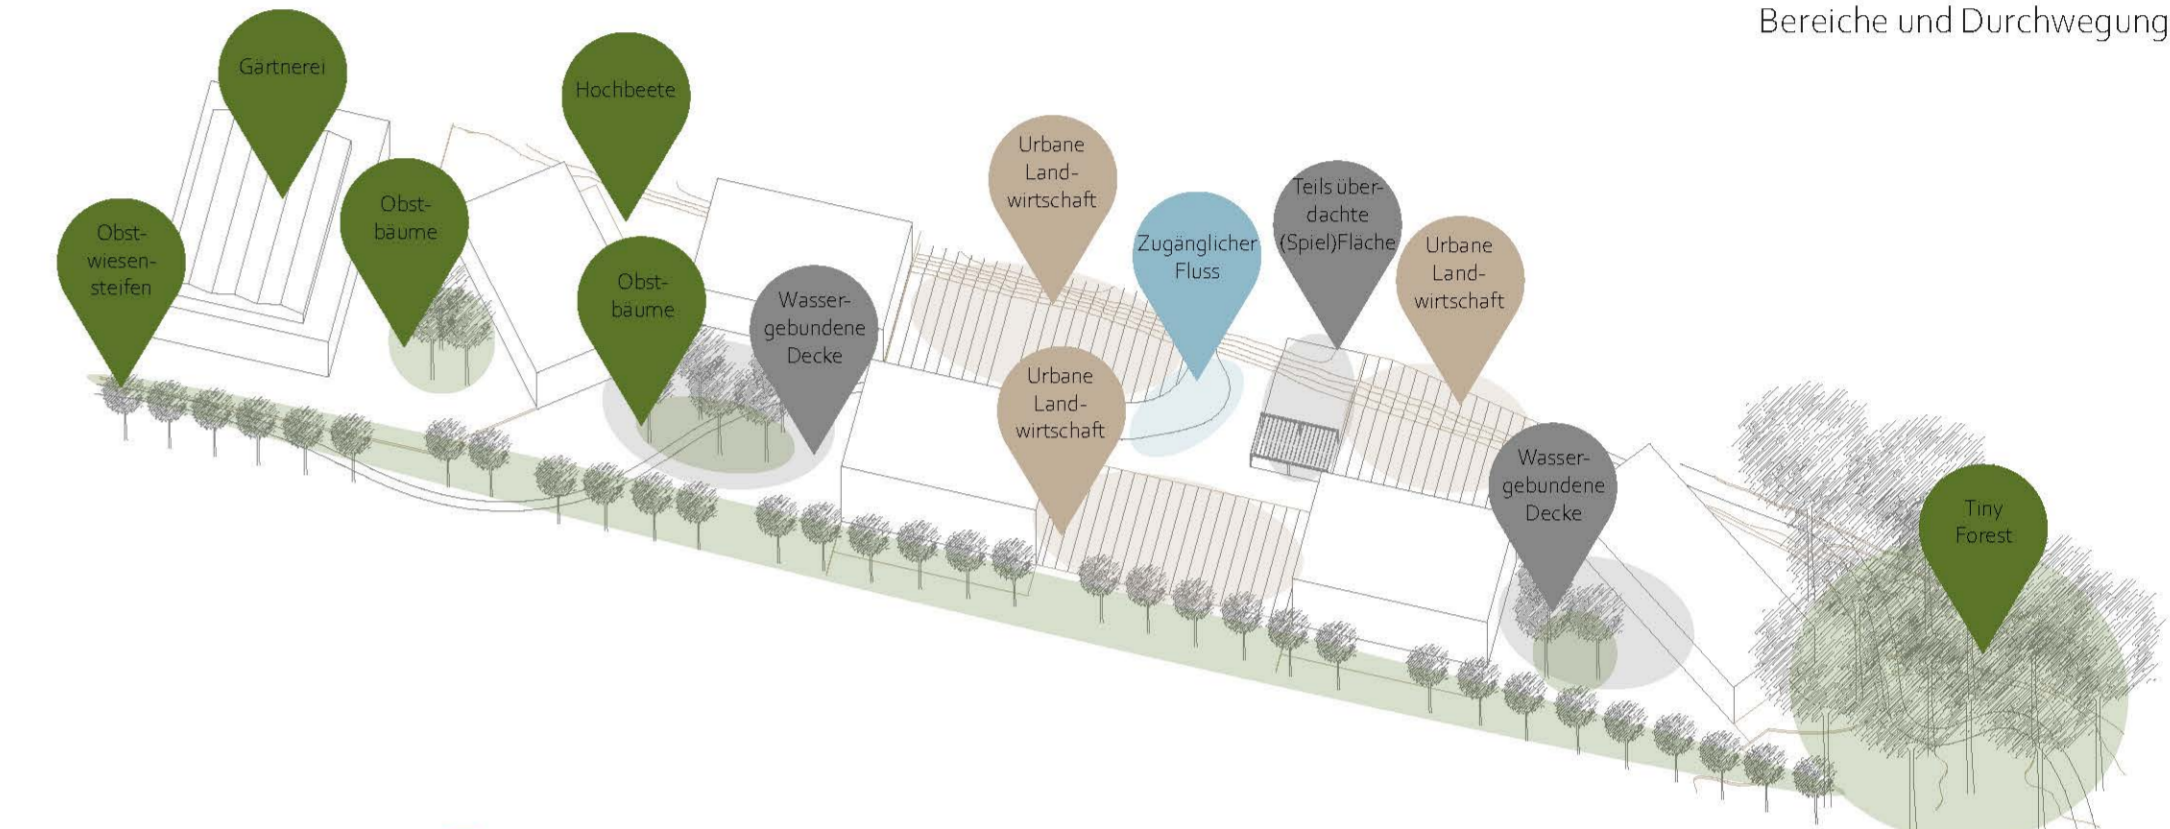 Bereiche und Durchwegung
Gärtnerei
Hochbeete
Obst-
wiesen-
steifen
Obst-
bäume
Obst-
bäume
Wasser-
gebundene
Decke
Urbane
Land-
wirtschaft
Urbane
Land-
wirtschaft
Zugänglicher
Fluss
Teils über-
dachte
(Spiel)Fläche
Urbane
Land-
wirtschaft
Wasser-
gebundene
Decke
Tiny
Forest